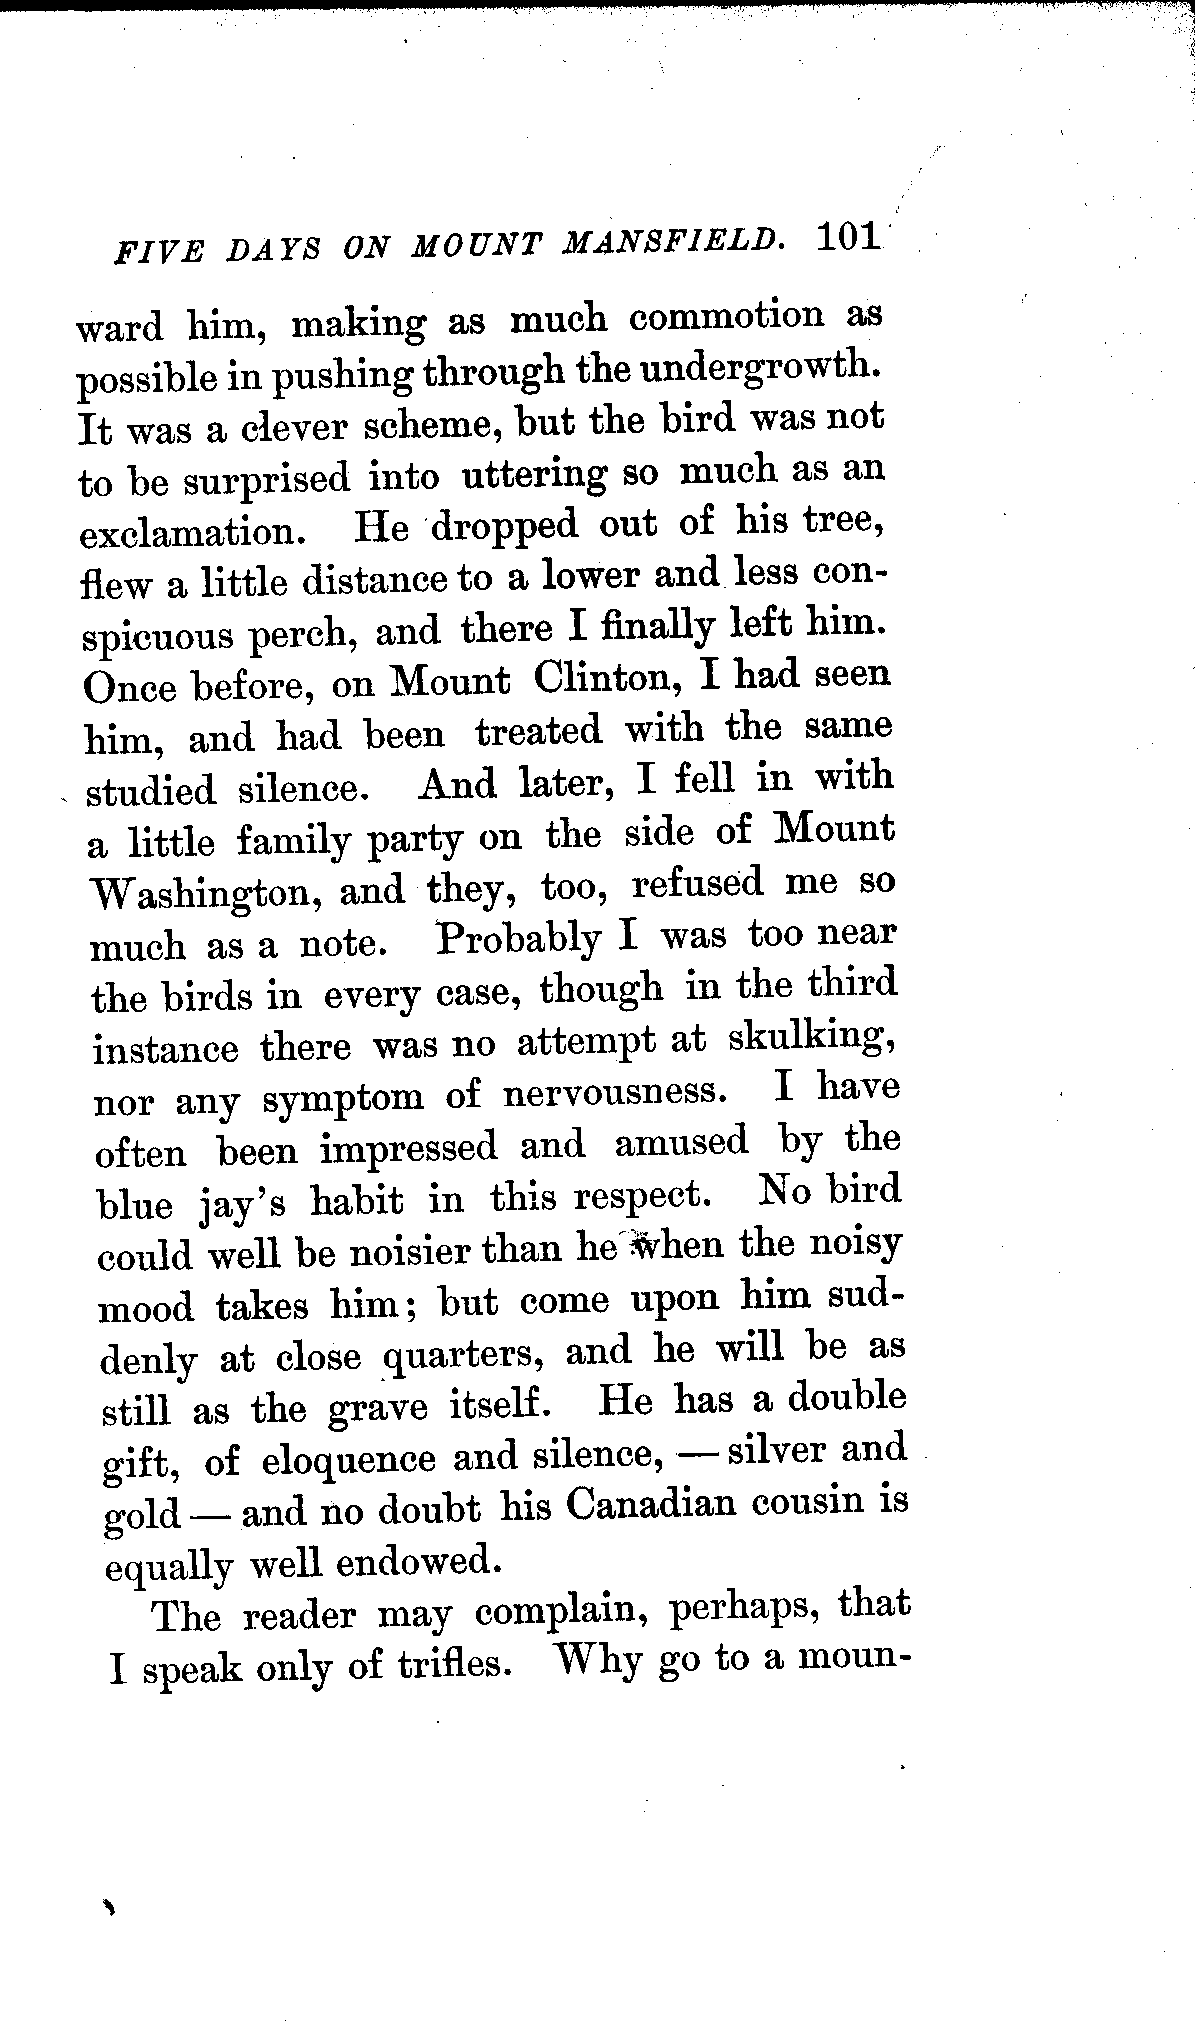 FIVE DAYS ON MOUNT MANSFIELD. 101
ward him, making as much commotion as
possible in pushing through the undergrowth.
It was a clever scheme, but the bird was not
to be surprised into uttering so much as an
exclamation. He dropped out of his tree,
flew a little distance to a lower and less con-
spicuous perch, and there I finally left him.
Once before, on Mount Clinton, I had seen
him, and had been treated with the same
studied silence. And later, I fell in with
a little family party on the side of Mount
Washington, and they, too, refused me so
much as a note. Probably I was too near
the birds in every case, though in the third
instance there was no attempt at skulking,
nor any symptom of nervousness. I have
often been impressed and amused by the
blue jay's habit in this respect. No bird
could well be noisier than he when the noisy
mood takes him; but come upon him sud-
denly at close quarters, and he will be as
still as the grave itself. He has a double
gift, of eloquence and silence, — silver and
gold — and no doubt his Canadian cousin is
equally well endowed.
The reader may complain, perhaps, that
I speak only of trifles. Why go to a moun-